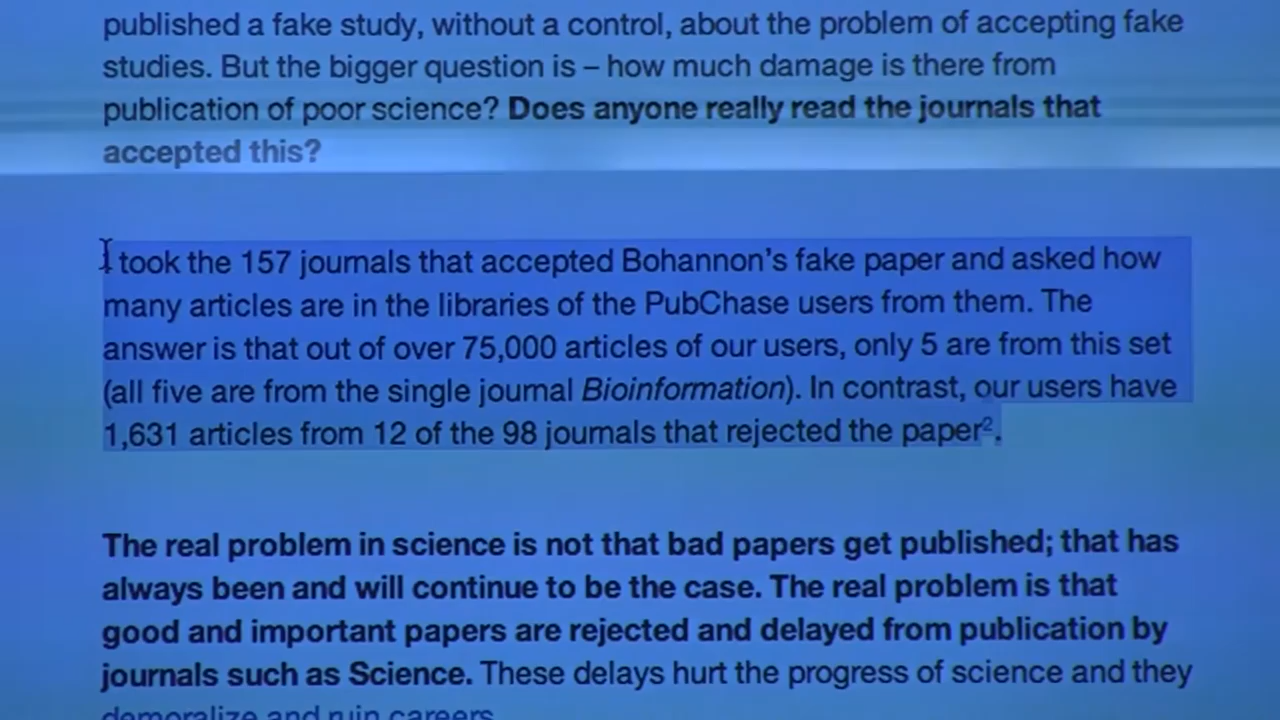 published a fake study, without a control, about the problem of accepting fake
studies. But the bigger question is – how much damage is there from
publication of poor science? Does anyone really read the journals that
accepted this?
I took the 157 journals that accepted Bohannon's fake paper and asked how
many articles are in the libraries of the PubChase users from them. The
answer is that out of over 75,000 articles of our users, only 5 are from this set
(all five are from the single journal Bioinformation). In contrast, our users have
1,631 articles from 12 of the 98 journals that rejected the paper².
The real problem in science is not that bad papers get published; that has
always been and will continue to be the case. The real problem is that
good and important papers are rejected and delayed from publication by
journals such as Science. These delays hurt the progress of science and they
demoralize and ruin careers.